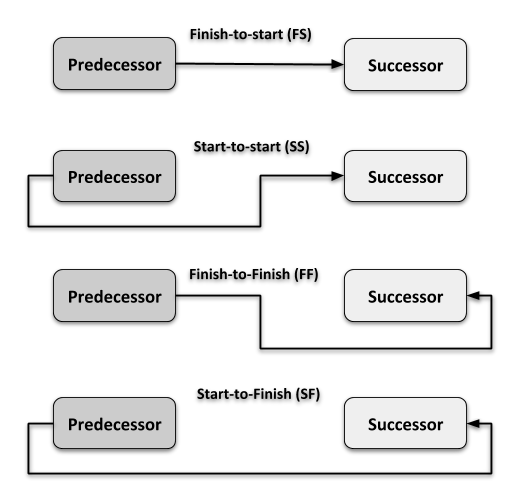 Finish-to-start (FS)
Predecessor
Successor
Start-to-start (SS)
Predecessor
Successor
Finish-to-Finish (FF)
Predecessor
Successor
Start-to-Finish (SF)
Predecessor
Successor